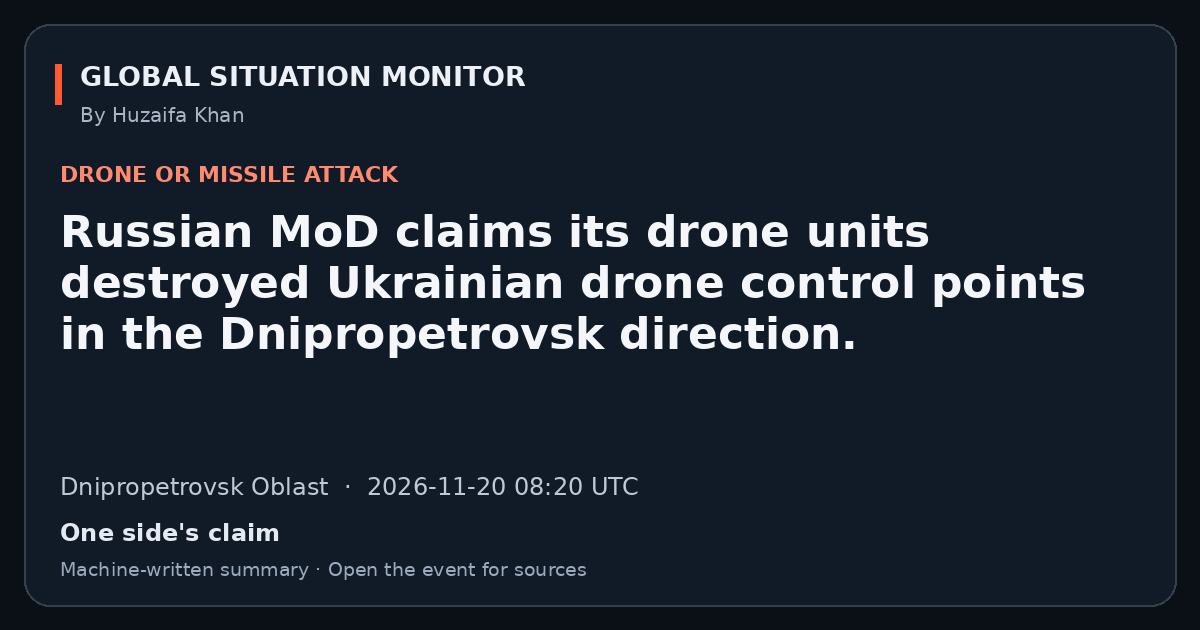 GLOBAL SITUATION MONITOR
By Huzaifa Khan
DRONE OR MISSILE ATTACK
Russian MoD claims its drone units
destroyed Ukrainian drone control points
in the Dnipropetrovsk direction.
Dnipropetrovsk Oblast · 2026-11-20 08:20 UTC
One side's claim
Machine-written summary · Open the event for sources